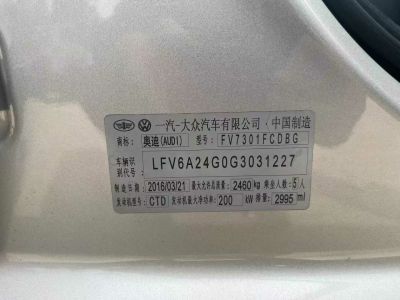 一汽-大众汽车有限公司 中国制造
商标: 奥迪(AUDI) 型号: FV7301FCDBG
车辆识别代号: LFV6A24G0G3031227
制造日期: 2016/03/21 最大允许总质量: 2460 kg 乘坐人数: 5 人
发动机型号: CTD 发动机最大净功率: 200 kW 排量: 2995 ml